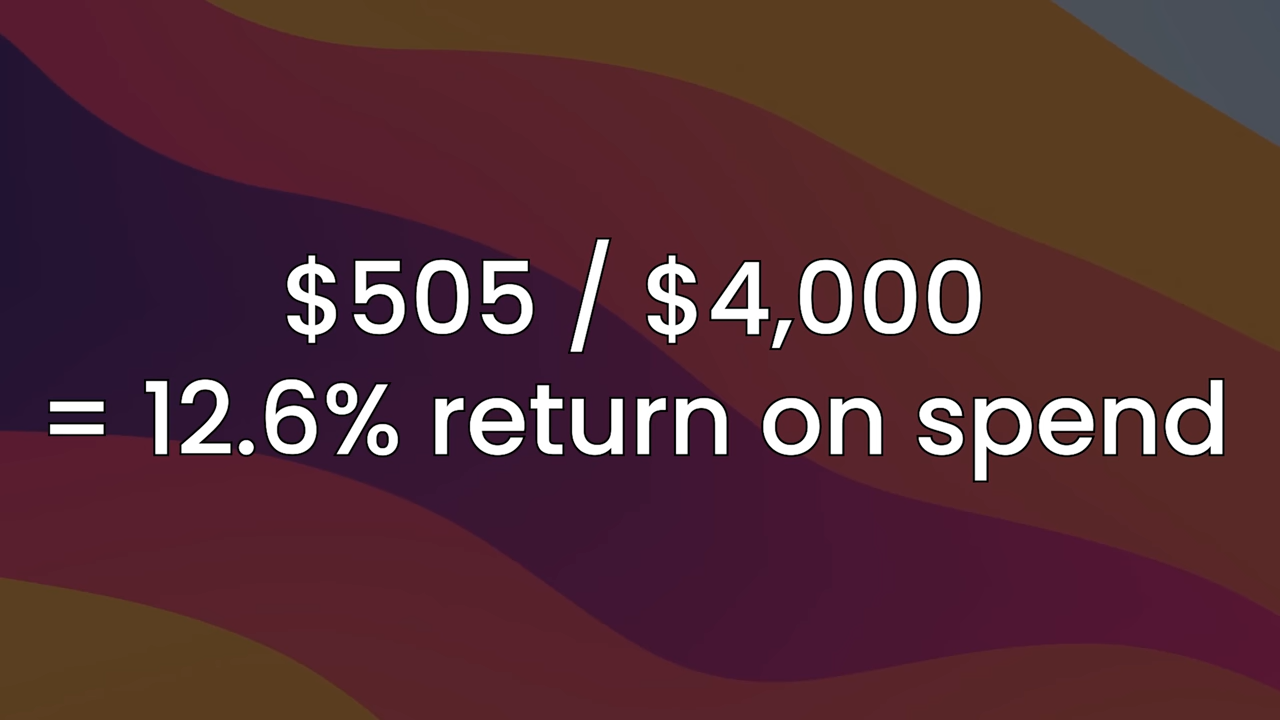 $505 / $4,000
= 12.6% return on spend